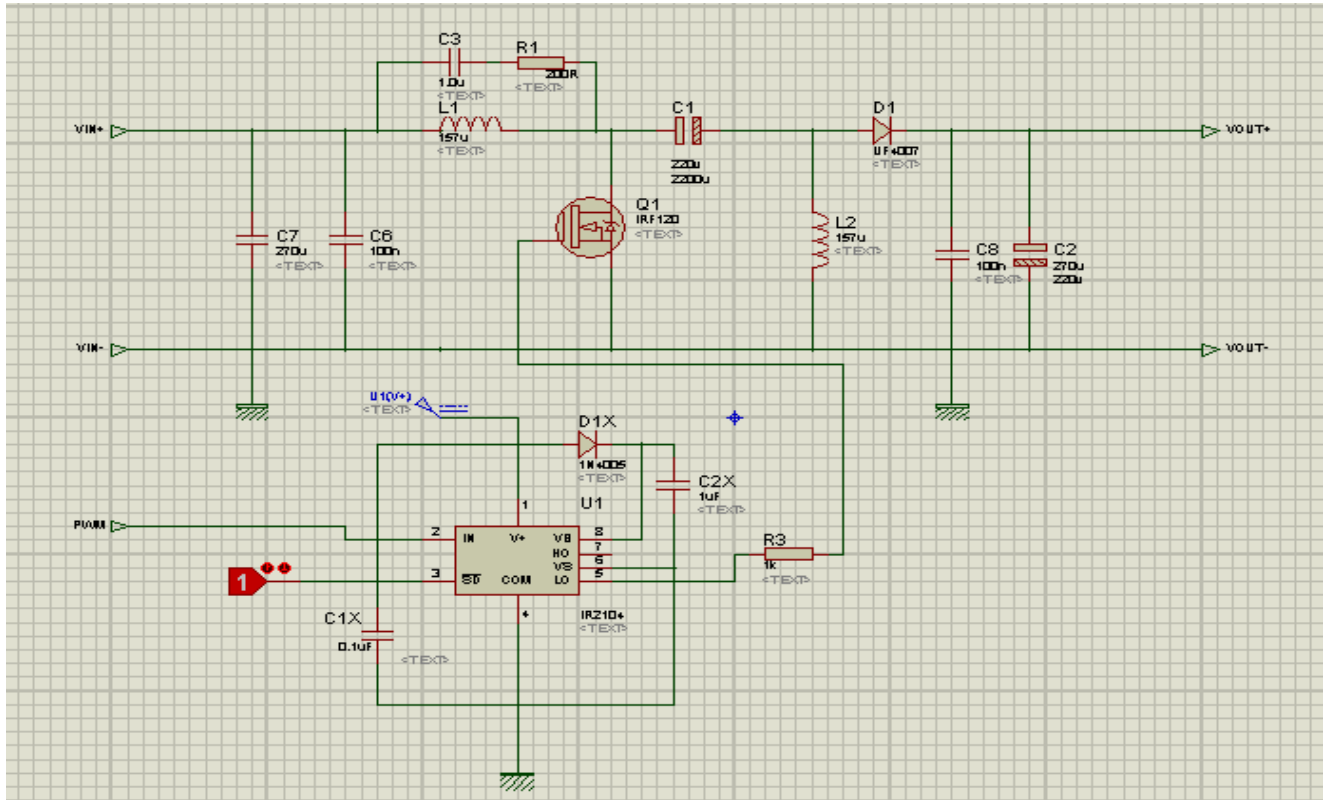 C3
1.0u
<TEXT>
R1
200R
<TEXT>
L1
157u
<TEXT>
VIN+
C1
220u
2200u
D1
UF4007
<TEXT>
VOUT+
C7
270u
<TEXT>
C6
100n
<TEXT>
Q1
IRF120
<TEXT>
L2
157u
<TEXT>
C8
100n
<TEXT>
C2
270u
220u
VIN-
VOUT-
U1(V+)
<TEXT>
D1X
1N4005
<TEXT>
C2X
1uF
<TEXT>
U1
1
PWM
2
IN
V+
VB
8
HO
7
VS
6
LO
5
1
3
SD
COM
4
IR2104
<TEXT>
R3
1k
<TEXT>
C1X
0.1uF
<TEXT>